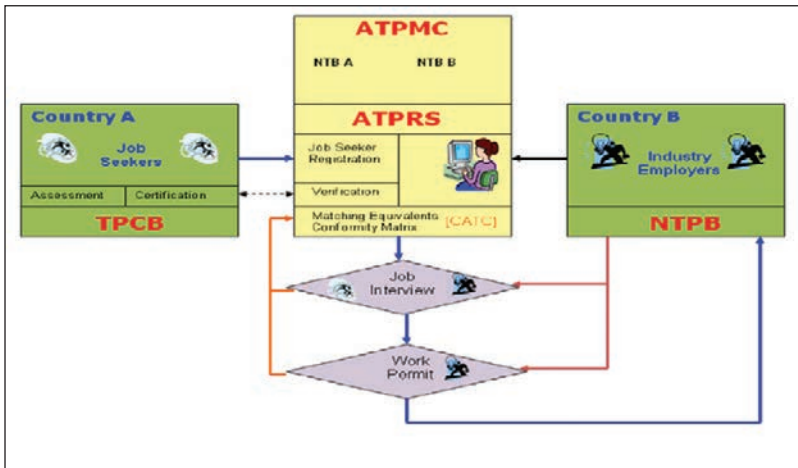 ATPMC
NTB A NTB B
ATPRS
Job Seeker
Registration
Verification
Matching Equivalents
Conformity Matrix [CATC]
Country A
Job
Seekers
Assessment Certification
TPCB
Country B
Industry
Employers
NTPB
Job
Interview
Work
Permit